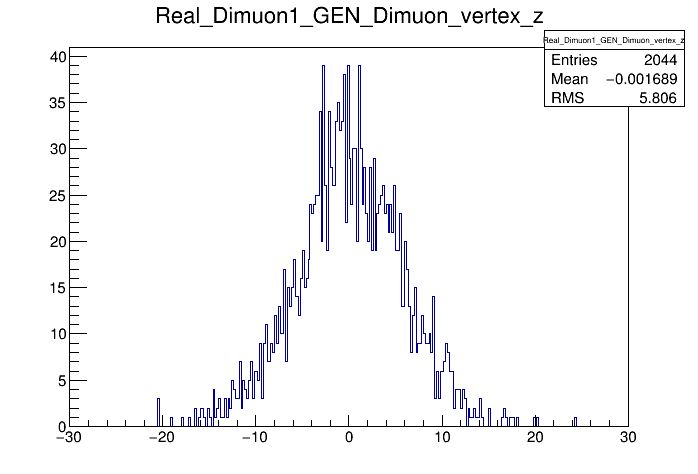 Real_Dimuon1_GEN_Dimuon_vertex_z
Real_Dimuon1_GEN_Dimuon_vertex_z
Entries 2044
Mean −0.001689
RMS 5.806
40
35
30
25
20
15
10
5
0
−30 −20 −10 0 10 20 30